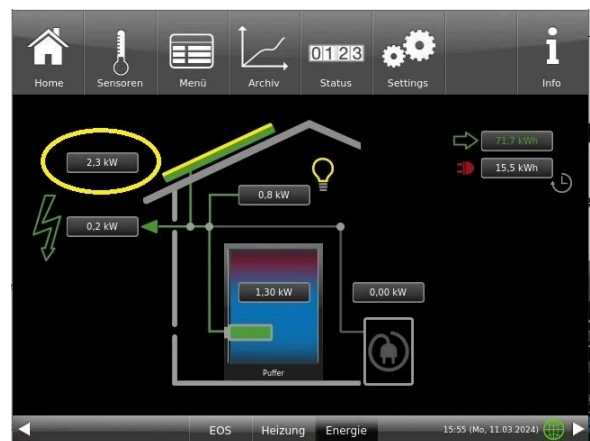 Home Sensoren Menü Archiv 0123 Status Settings Info
2,3 kW
71,7 kWh
15,5 kWh
0,8 kW
0,2 kW
1,30 kW
0,00 kW
Puffer
EOS Heizung Energie 15:55 (Mo, 11.03.2024)